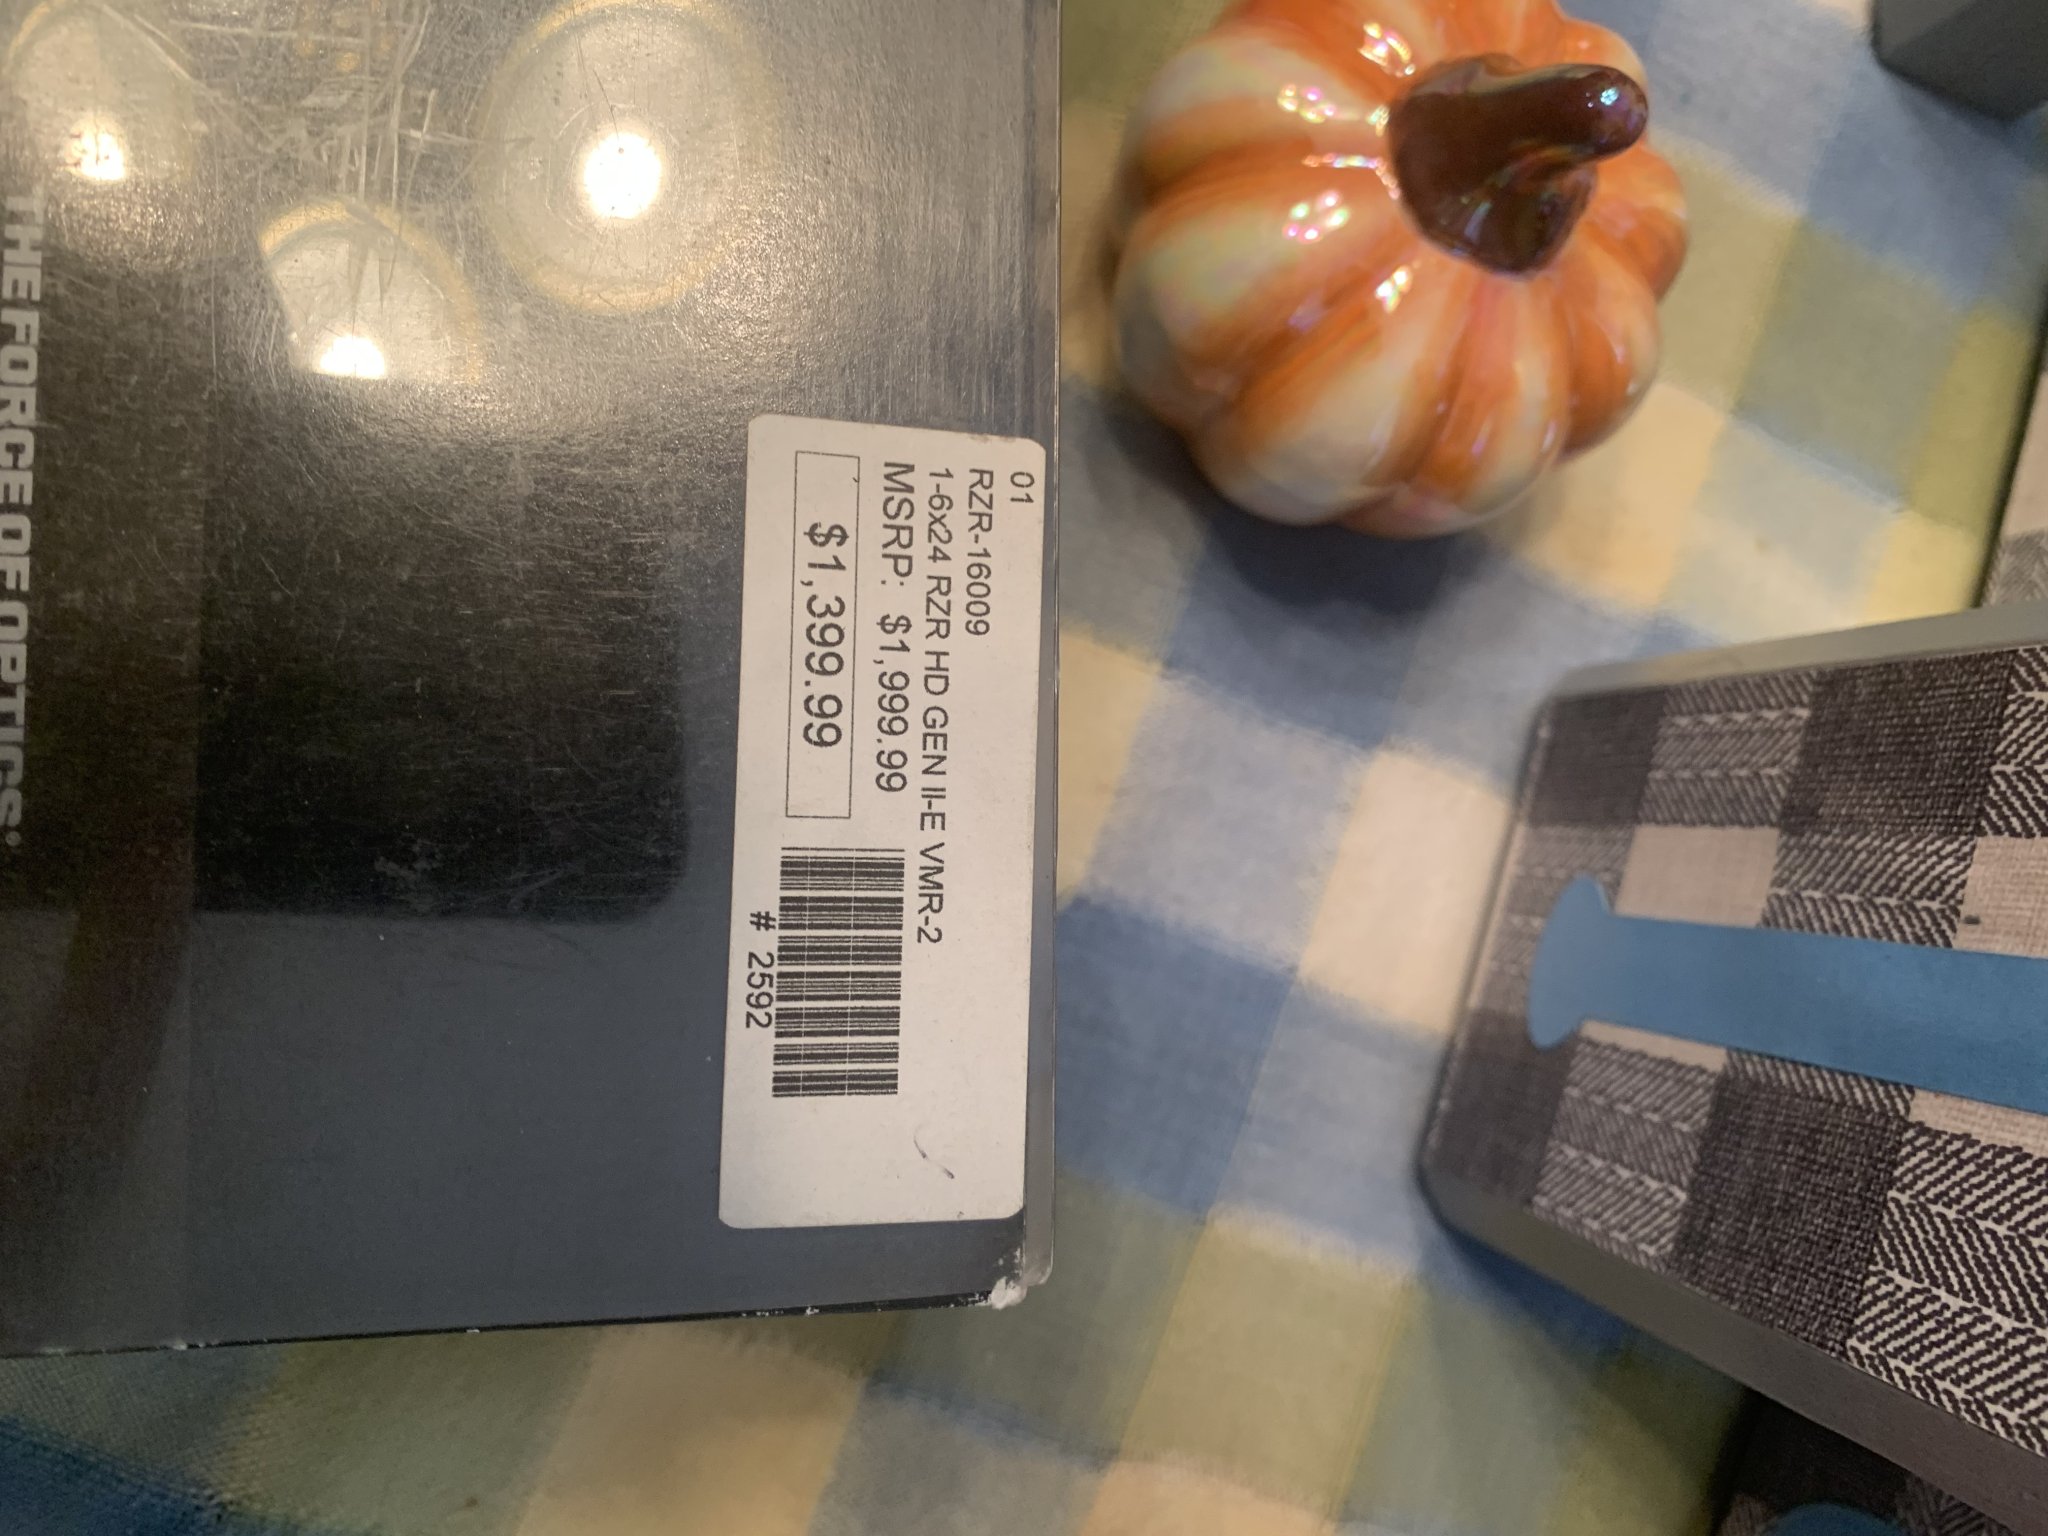 01
RZR-16009
1-6x24 RZR HD GEN II-E VMR-2
MSRP: $1,999.99
$1,399.99
# 2592
THE FORCE OF OPTICS®